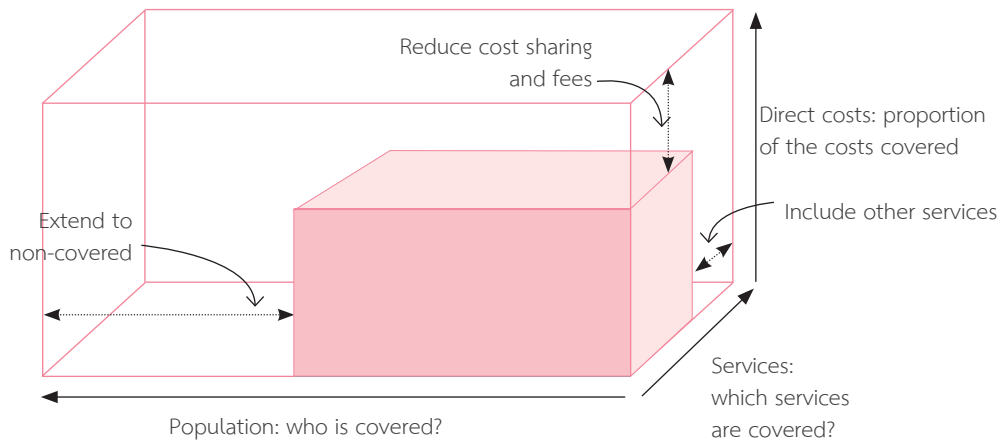 Reduce cost sharing
and fees
Direct costs: proportion
of the costs covered
Extend to
non-covered
Include other services
Services:
which services
are covered?
Population: who is covered?